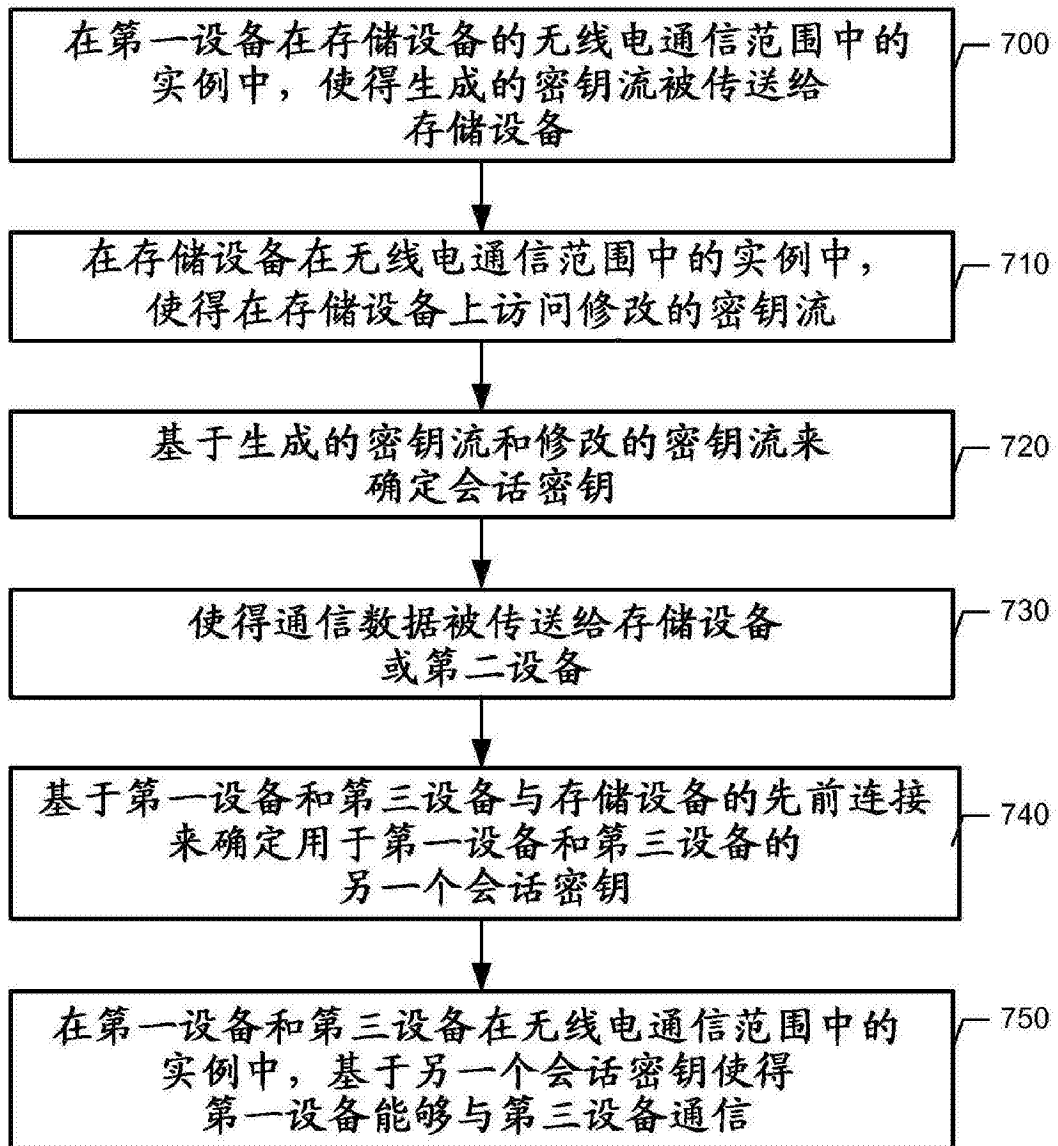 在第一设备在存储设备的无线电通信范围中的
实例中，使得生成的密钥流被传送给
存储设备
700
在存储设备在无线电通信范围中的实例中，
使得在存储设备上访问修改的密钥流
710
基于生成的密钥流和修改的密钥流来
确定会话密钥
720
使得通信数据被传送给存储设备
或第二设备
730
基于第一设备和第三设备与存储设备的先前连接
来确定用于第一设备和第三设备的
另一个会话密钥
740
在第一设备和第三设备在无线电通信范围中的
实例中，基于另一个会话密钥使得
第一设备能够与第三设备通信
750